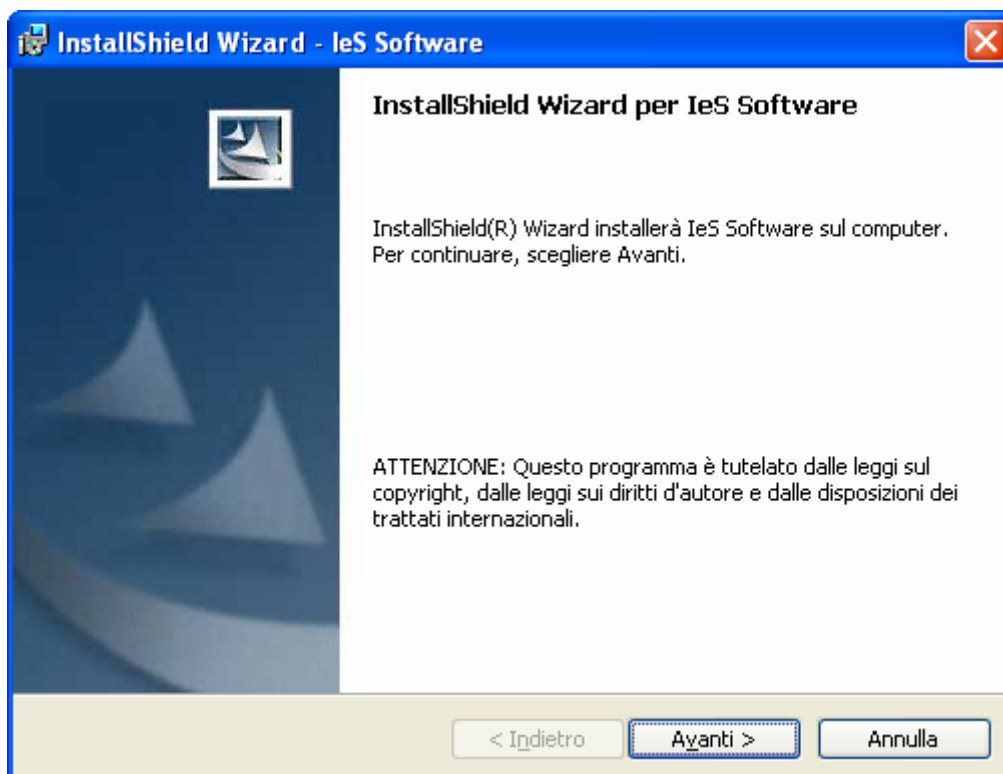 InstallShield Wizard - IeS Software
InstallShield Wizard per IeS Software
InstallShield(R) Wizard installerà IeS Software sul computer.
Per continuare, scegliere Avanti.
ATTENZIONE: Questo programma è tutelato dalle leggi sul
copyright, dalle leggi sui diritti d'autore e dalle disposizioni dei
trattati internazionali.
< Indietro
Avanti >
Annulla